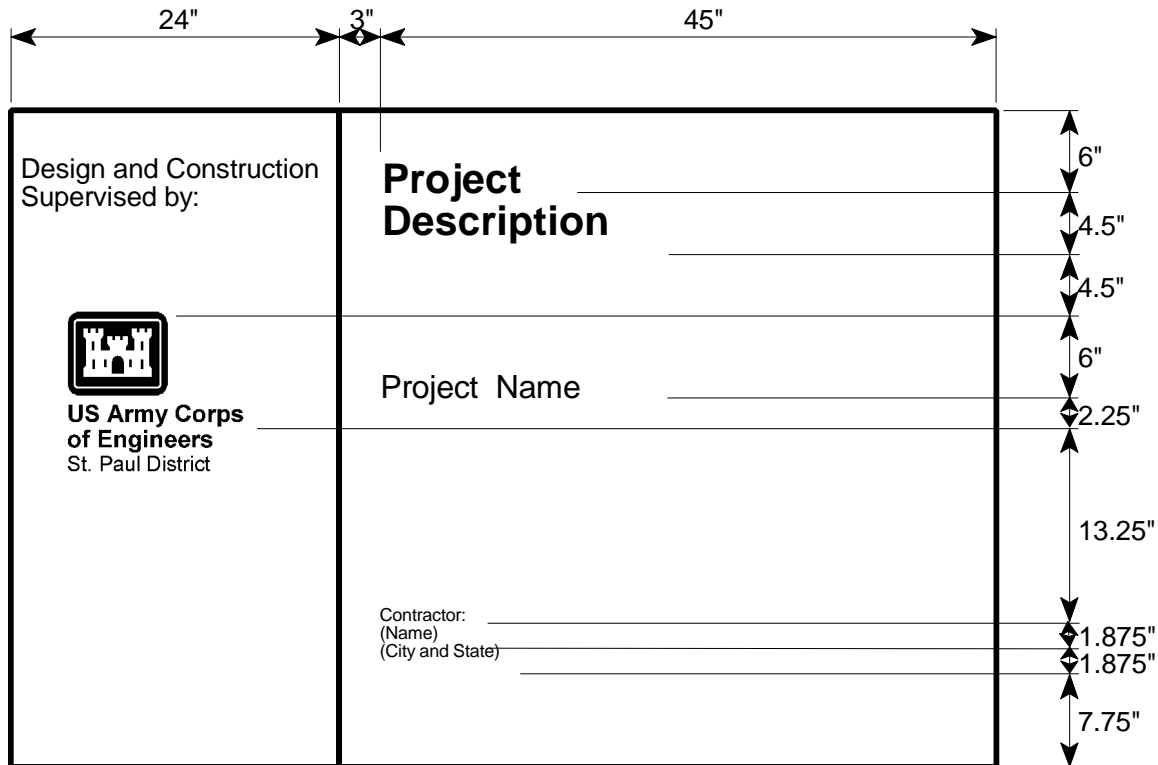 24"
3"
45"
Design and Construction
Supervised by:
Project
Description
6"
4.5"
4.5"
6"
Project Name
2.25"
US Army Corps
of Engineers
St. Paul District
13.25"
Contractor:
(Name)
(City and State)
1.875"
1.875"
7.75"